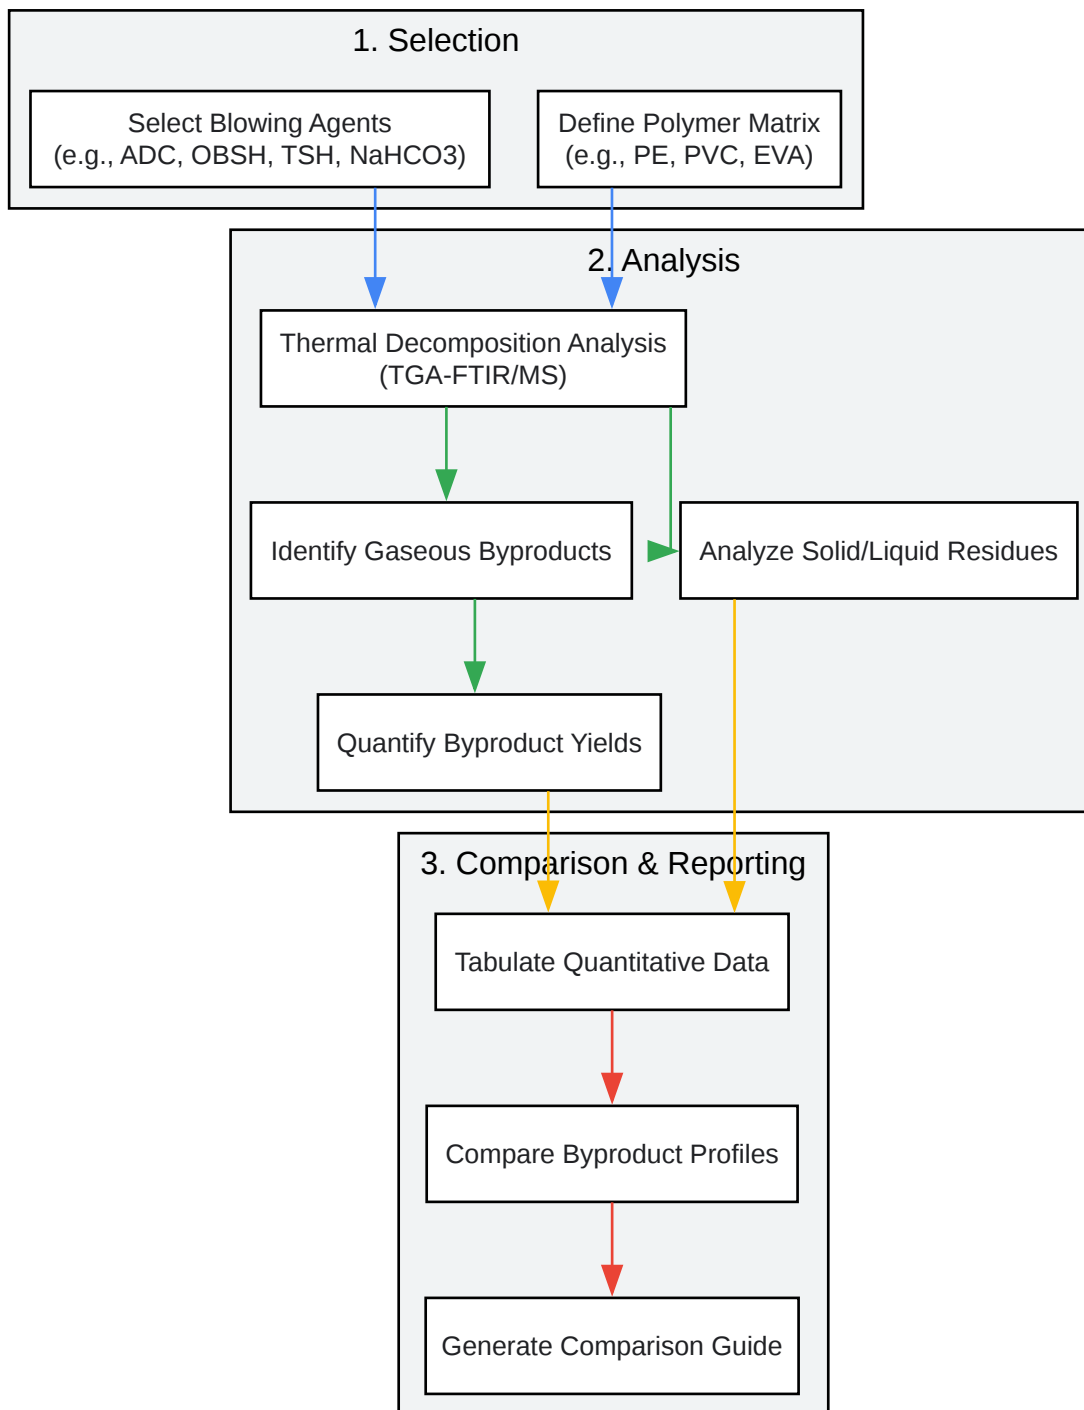 1. Selection
Select Blowing Agents
(e.g., ADC, OBSH, TSH, NaHCO3)
Define Polymer Matrix
(e.g., PE, PVC, EVA)
2. Analysis
Thermal Decomposition Analysis
(TGA-FTIR/MS)
Identify Gaseous Byproducts
Analyze Solid/Liquid Residues
Quantify Byproduct Yields
3. Comparison & Reporting
Tabulate Quantitative Data
Compare Byproduct Profiles
Generate Comparison Guide